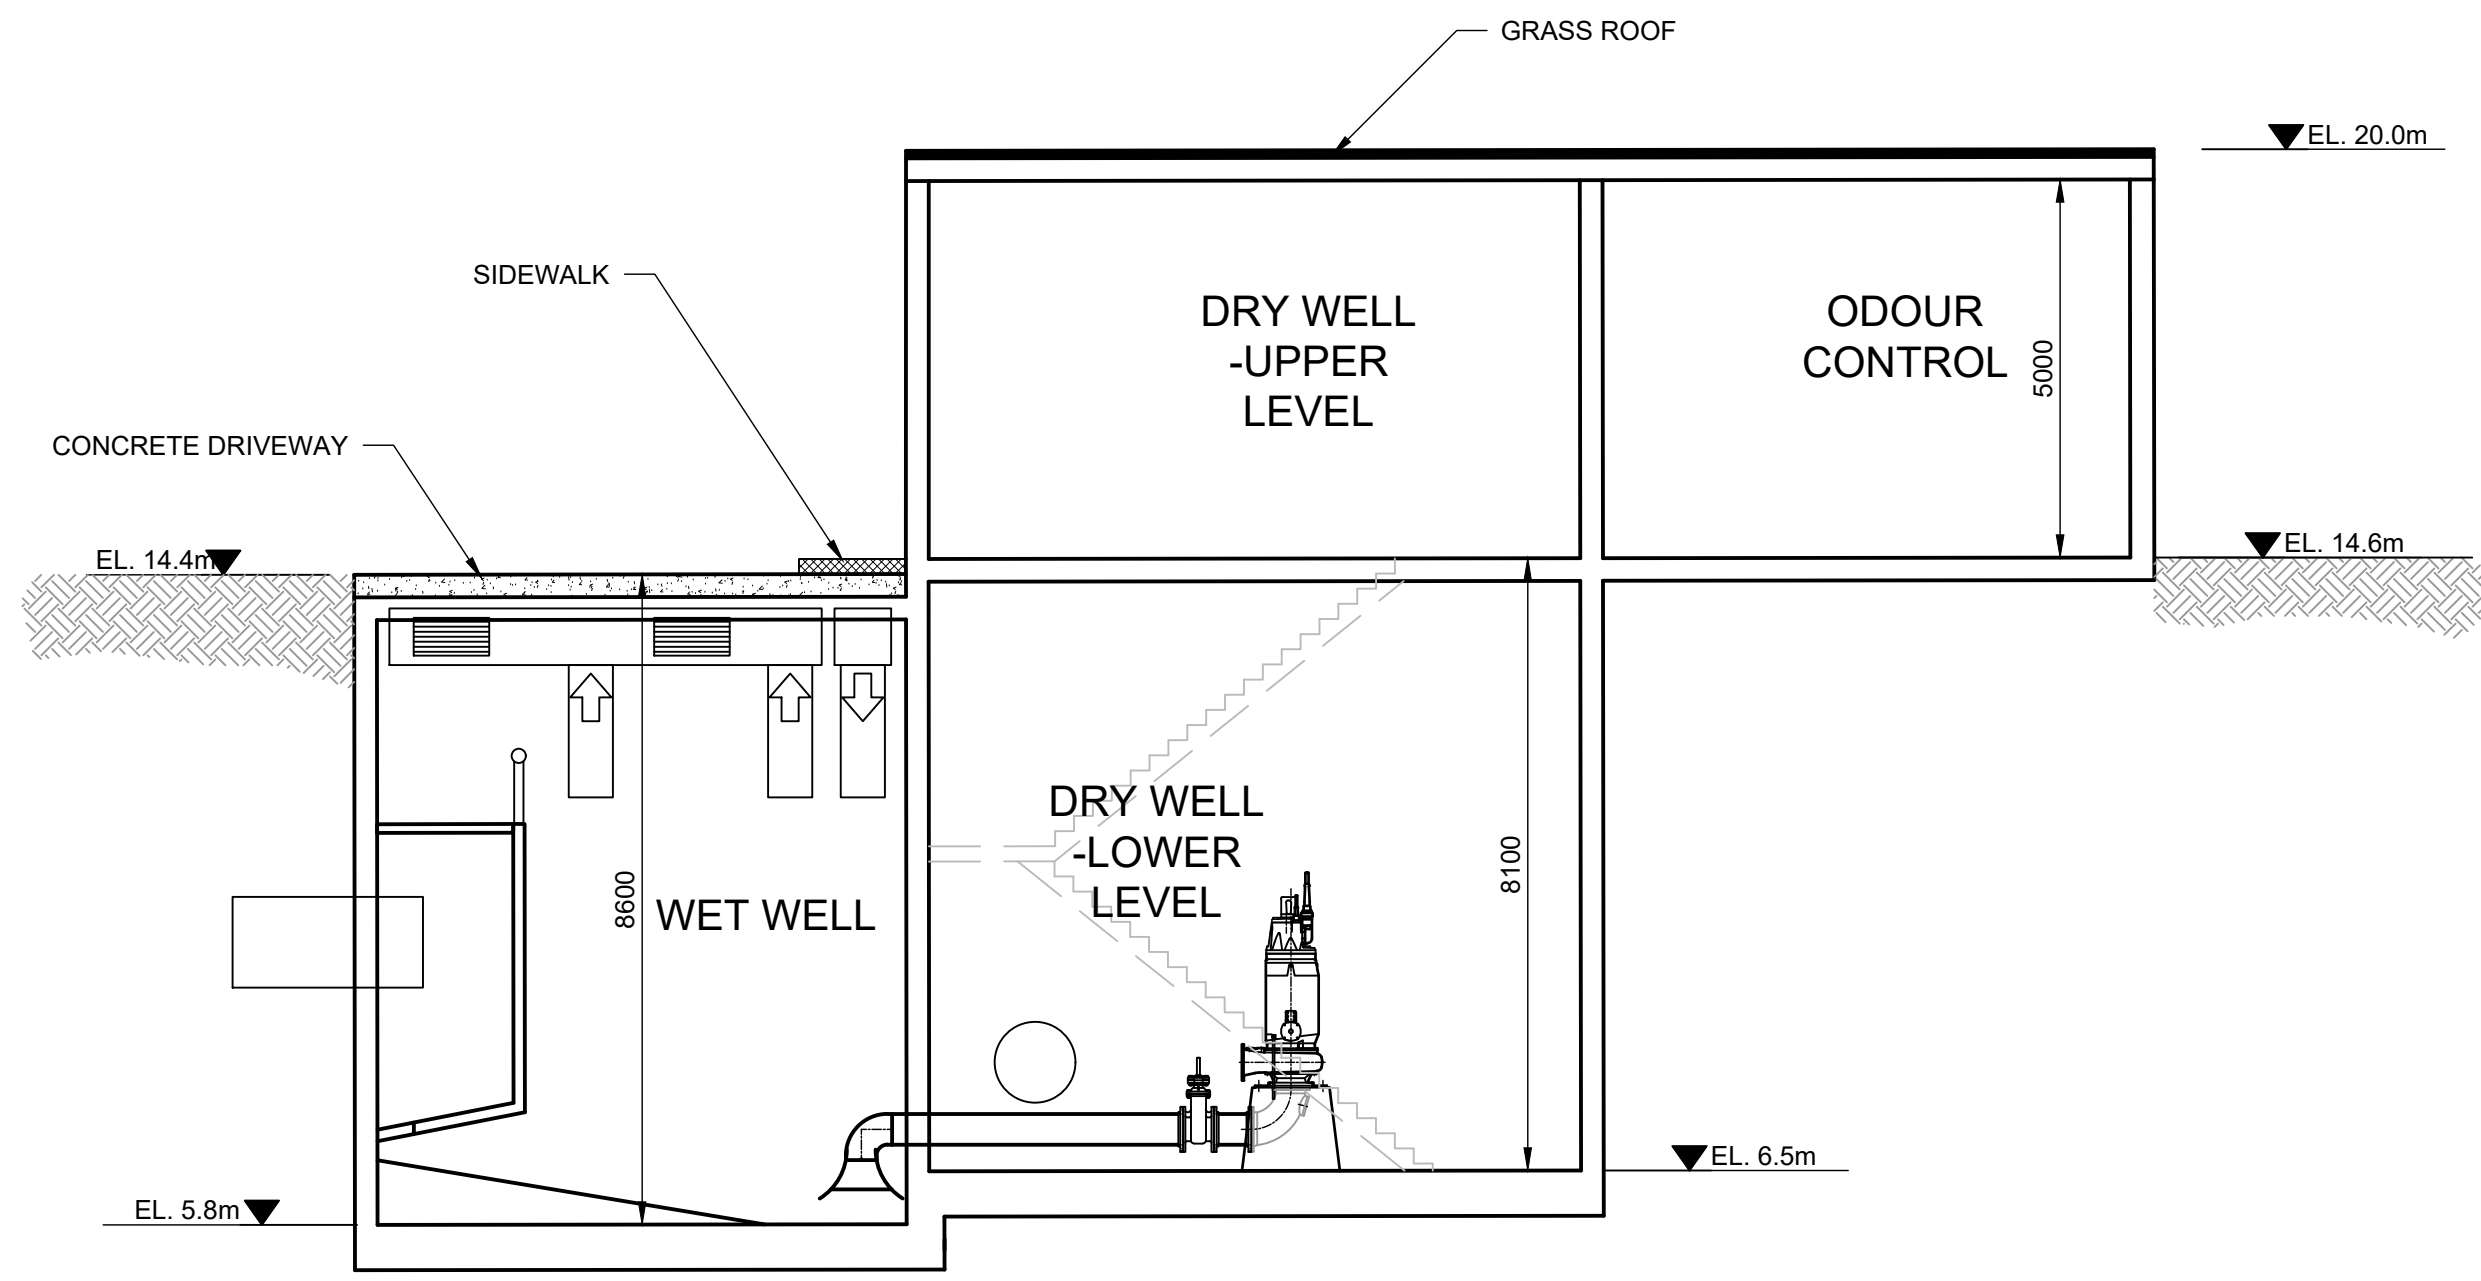 GRASS ROOF
EL. 20.0m
SIDEWALK
DRY WELL
-UPPER
LEVEL
ODOUR
CONTROL
5000
CONCRETE DRIVEWAY
EL. 14.4m
EL. 14.6m
DRY WELL
-LOWER
LEVEL
8600
WET WELL
8100
EL. 6.5m
EL. 5.8m